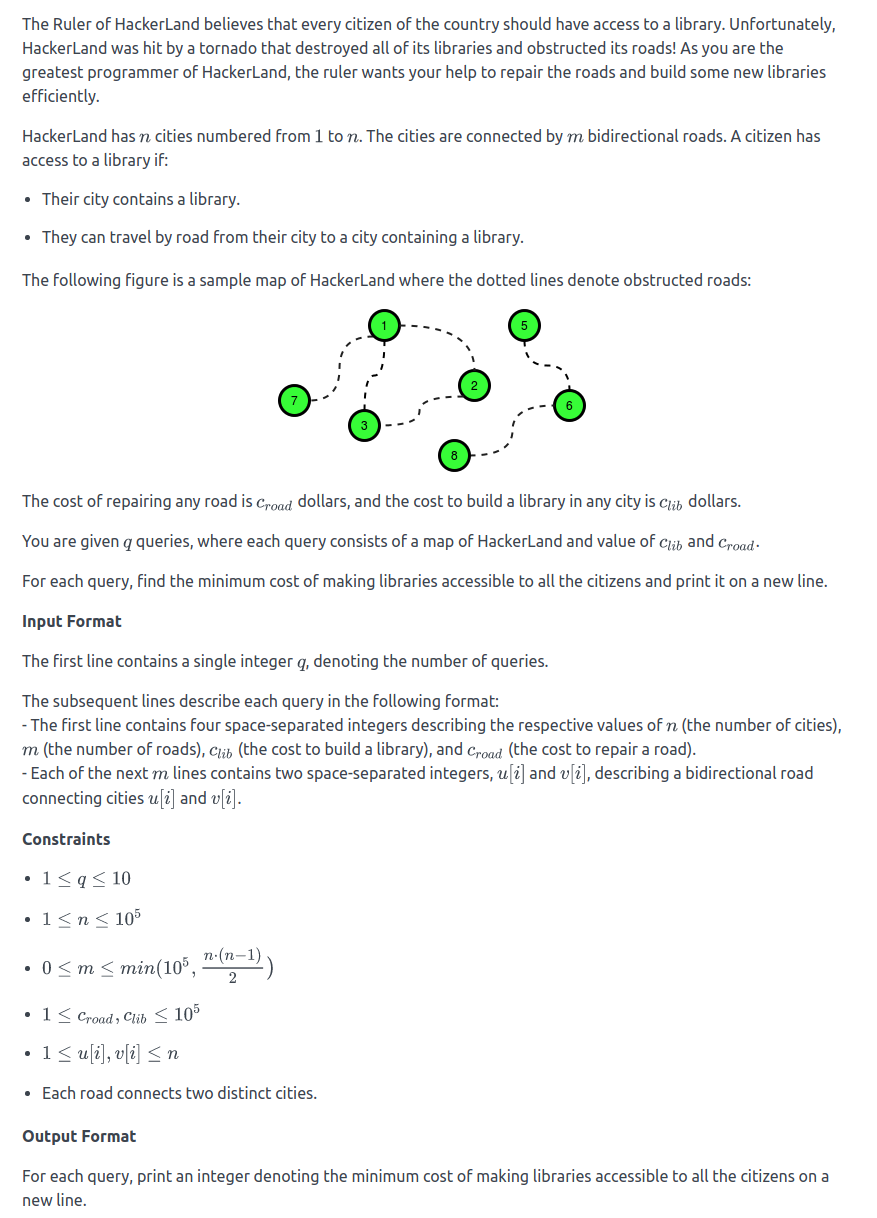 The Ruler of HackerLand believes that every citizen of the country should have access to a library. Unfortunately,
HackerLand was hit by a tornado that destroyed all of its libraries and obstructed its roads! As you are the
greatest programmer of HackerLand, the ruler wants your help to repair the roads and build some new libraries
efficiently.
HackerLand has n cities numbered from 1 to n. The cities are connected by m bidirectional roads. A citizen has
access to a library if:
• Their city contains a library.
• They can travel by road from their city to a city containing a library.
The following figure is a sample map of HackerLand where the dotted lines denote obstructed roads:
1
5
2
7
6
3
8
The cost of repairing any road is c_{road} dollars, and the cost to build a library in any city is c_{lib} dollars.
You are given q queries, where each query consists of a map of HackerLand and value of c_{lib} and c_{road}.
For each query, find the minimum cost of making libraries accessible to all the citizens and print it on a new line.
Input Format
The first line contains a single integer q, denoting the number of queries.
The subsequent lines describe each query in the following format:
- The first line contains four space-separated integers describing the respective values of n (the number of cities),
m (the number of roads), c_{lib} (the cost to build a library), and c_{road} (the cost to repair a road).
- Each of the next m lines contains two space-separated integers, u[i] and v[i], describing a bidirectional road
connecting cities u[i] and v[i].
Constraints
• 1 ≤ q ≤ 10
• 1 ≤ n ≤ 10^5
• 0 ≤ m ≤ min(10^5, \frac{n·(n−1)}{2})
• 1 ≤ c_{road}, c_{lib} ≤ 10^5
• 1 ≤ u[i], v[i] ≤ n
• Each road connects two distinct cities.
Output Format
For each query, print an integer denoting the minimum cost of making libraries accessible to all the citizens on a
new line.